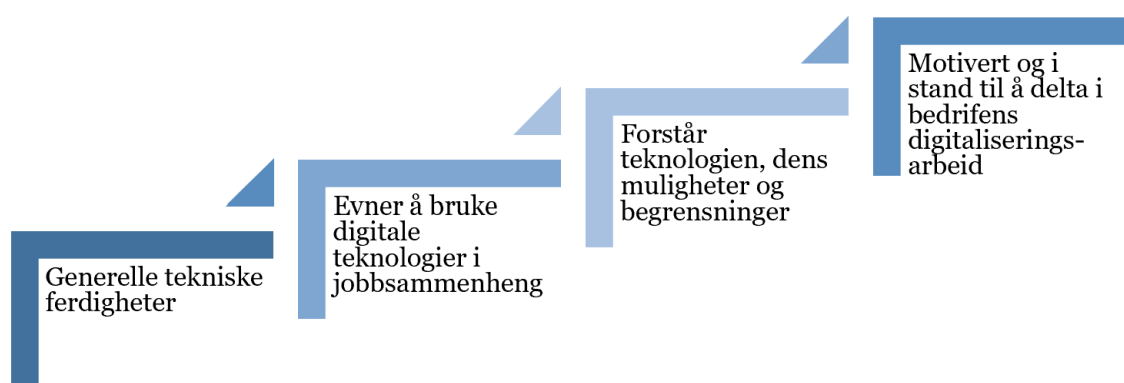 Generelle tekniske
ferdigheter
Evner å bruke
digitale
teknologier i
jobbsammenheng
Forstår
teknologien, dens
muligheter og
begrensninger
Motivert og i
stand til å delta i
bedrifens
digitaliserings-
arbeid